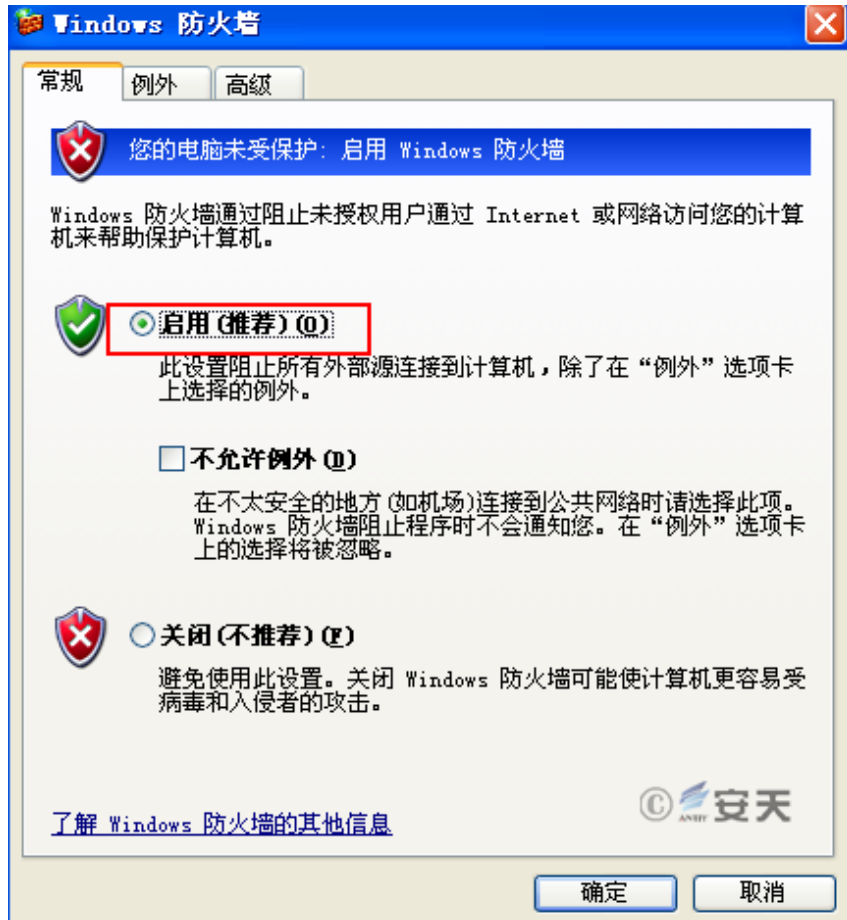 Windows 防火墙
常规 例外 高级
您的电脑未受保护: 启用 Windows 防火墙
Windows 防火墙通过阻止未授权用户通过 Internet 或网络访问您的计算
机来帮助保护计算机。
启用(推荐)(O)
此设置阻止所有外部源连接到计算机,除了在“例外”选项卡
上选择的例外。
不允许例外(D)
在不太安全的地方(如机场)连接到公共网络时请选择此项。
Windows 防火墙阻止程序时不会通知您。在“例外”选项卡
上的选择将被忽略。
关闭(不推荐)(F)
避免使用此设置。关闭 Windows 防火墙可能使计算机更容易受
病毒和入侵者的攻击。
了解 Windows 防火墙的其他信息
© ANTIY 安天
确定 取消